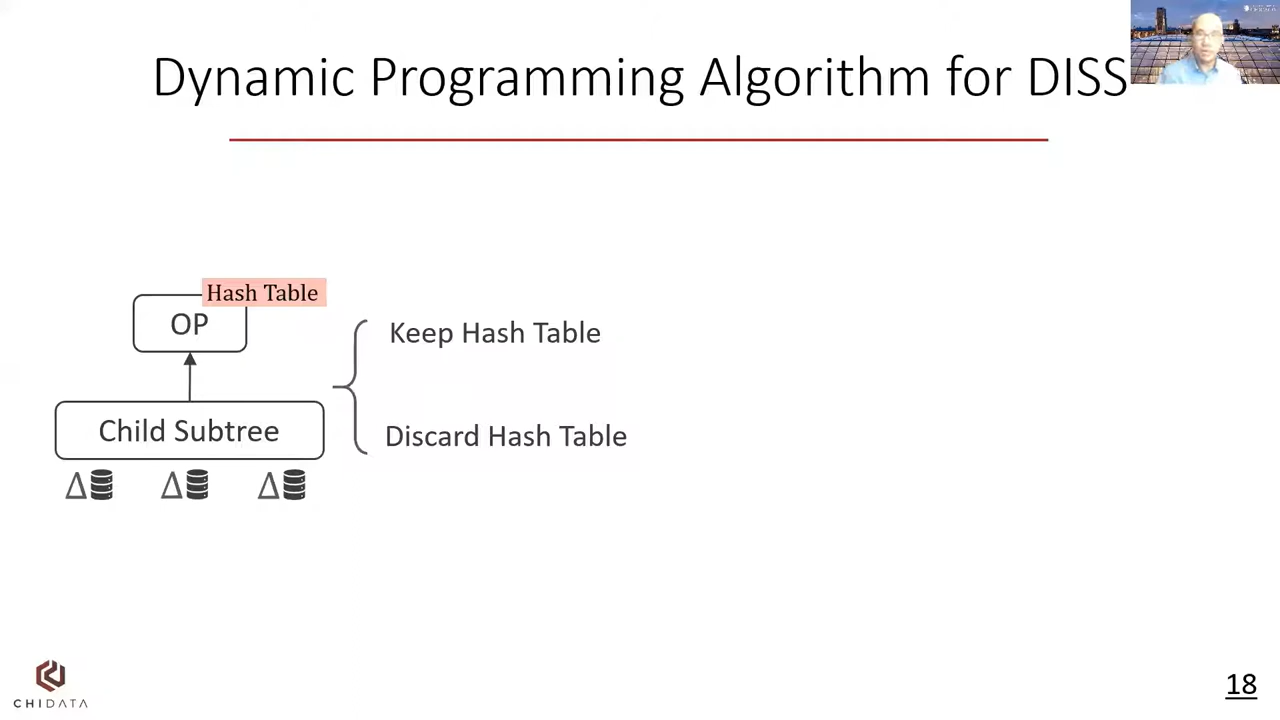 Dynamic Programming Algorithm for DISS
Hash Table
OP
Keep Hash Table
Child Subtree
Discard Hash Table
Δ Δ Δ
CHIDATA
18